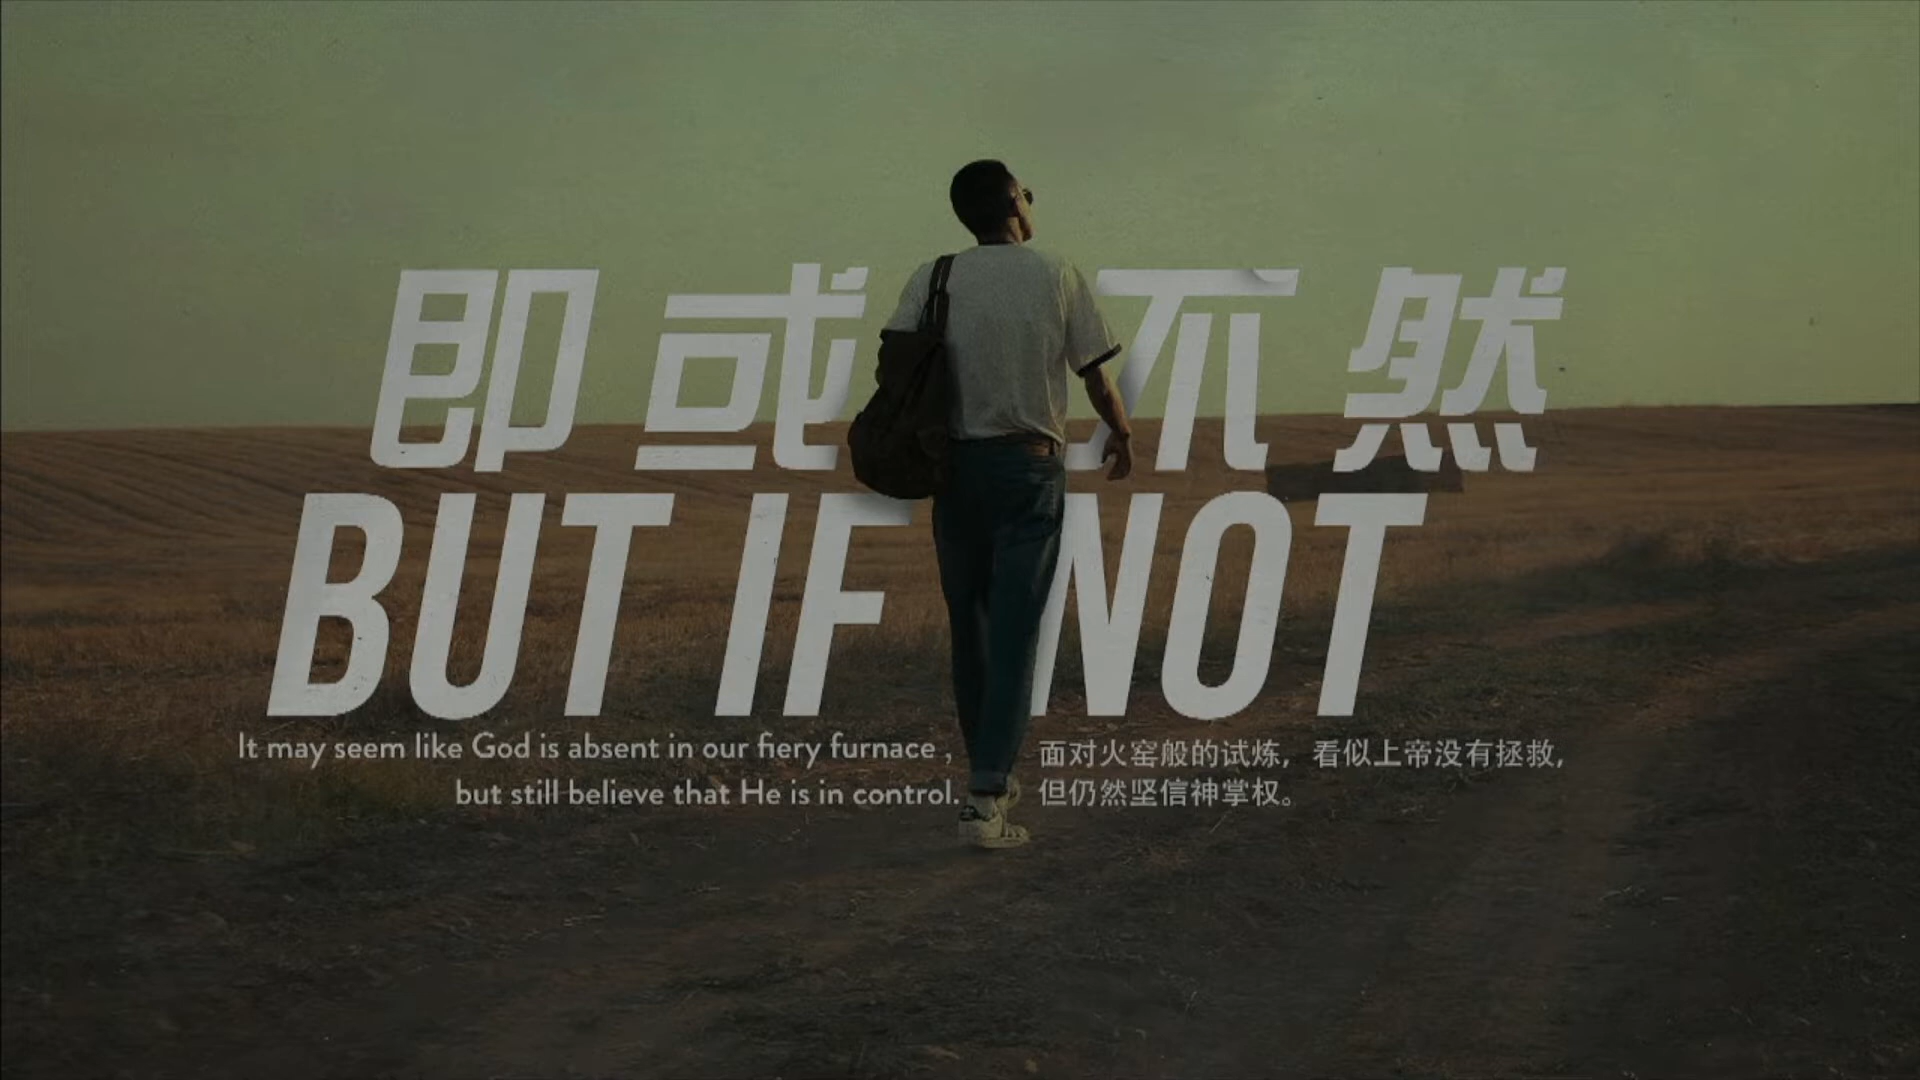 即或不然
BUT IF NOT
It may seem like God is absent in our fiery furnace ,
but still believe that He is in control.
面对火窑般的试炼，看似上帝没有拯救，
但仍然坚信神掌权。